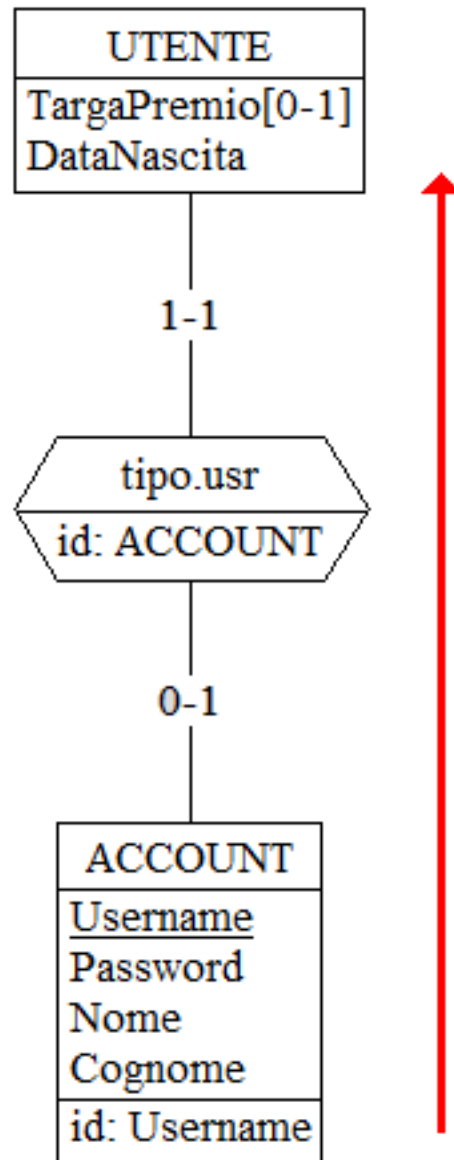 UTENTE
TargaPremio[0-1]
DataNascita
1-1
tipo.usr
id: ACCOUNT
0-1
ACCOUNT
Username
Password
Nome
Cognome
id: Username